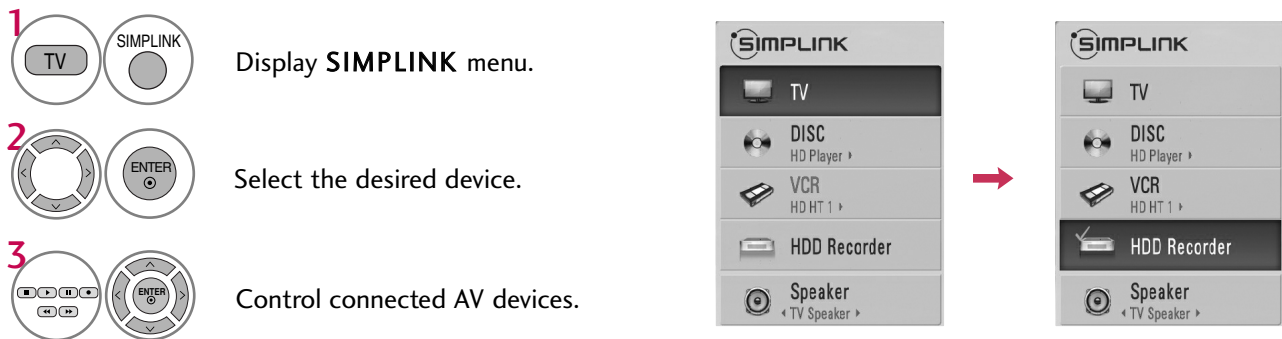 1
TV
SIMPLINK
Display SIMPLINK menu.
2
ENTER
Select the desired device.
3
ENTER
Control connected AV devices.
SIMPLINK
TV
DISC
HD Player
VCR
HD HT 1
HDD Recorder
Speaker
TV Speaker
SIMPLINK
TV
DISC
HD Player
VCR
HD HT 1
HDD Recorder
Speaker
TV Speaker